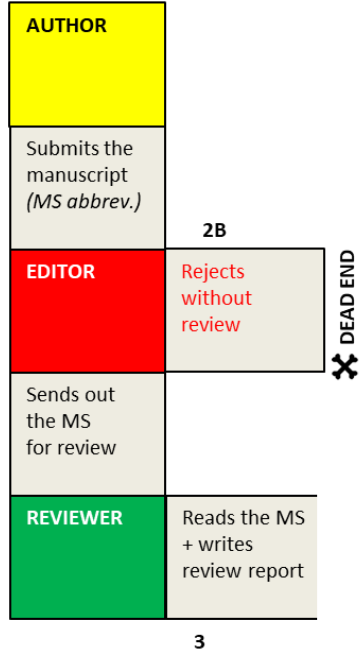 AUTHOR
Submits the
manuscript
(MS abbrev.)
2B
EDITOR
Rejects
without
review
DEAD END
Sends out
the MS
for review
REVIEWER
Reads the MS
+ writes
review report
3